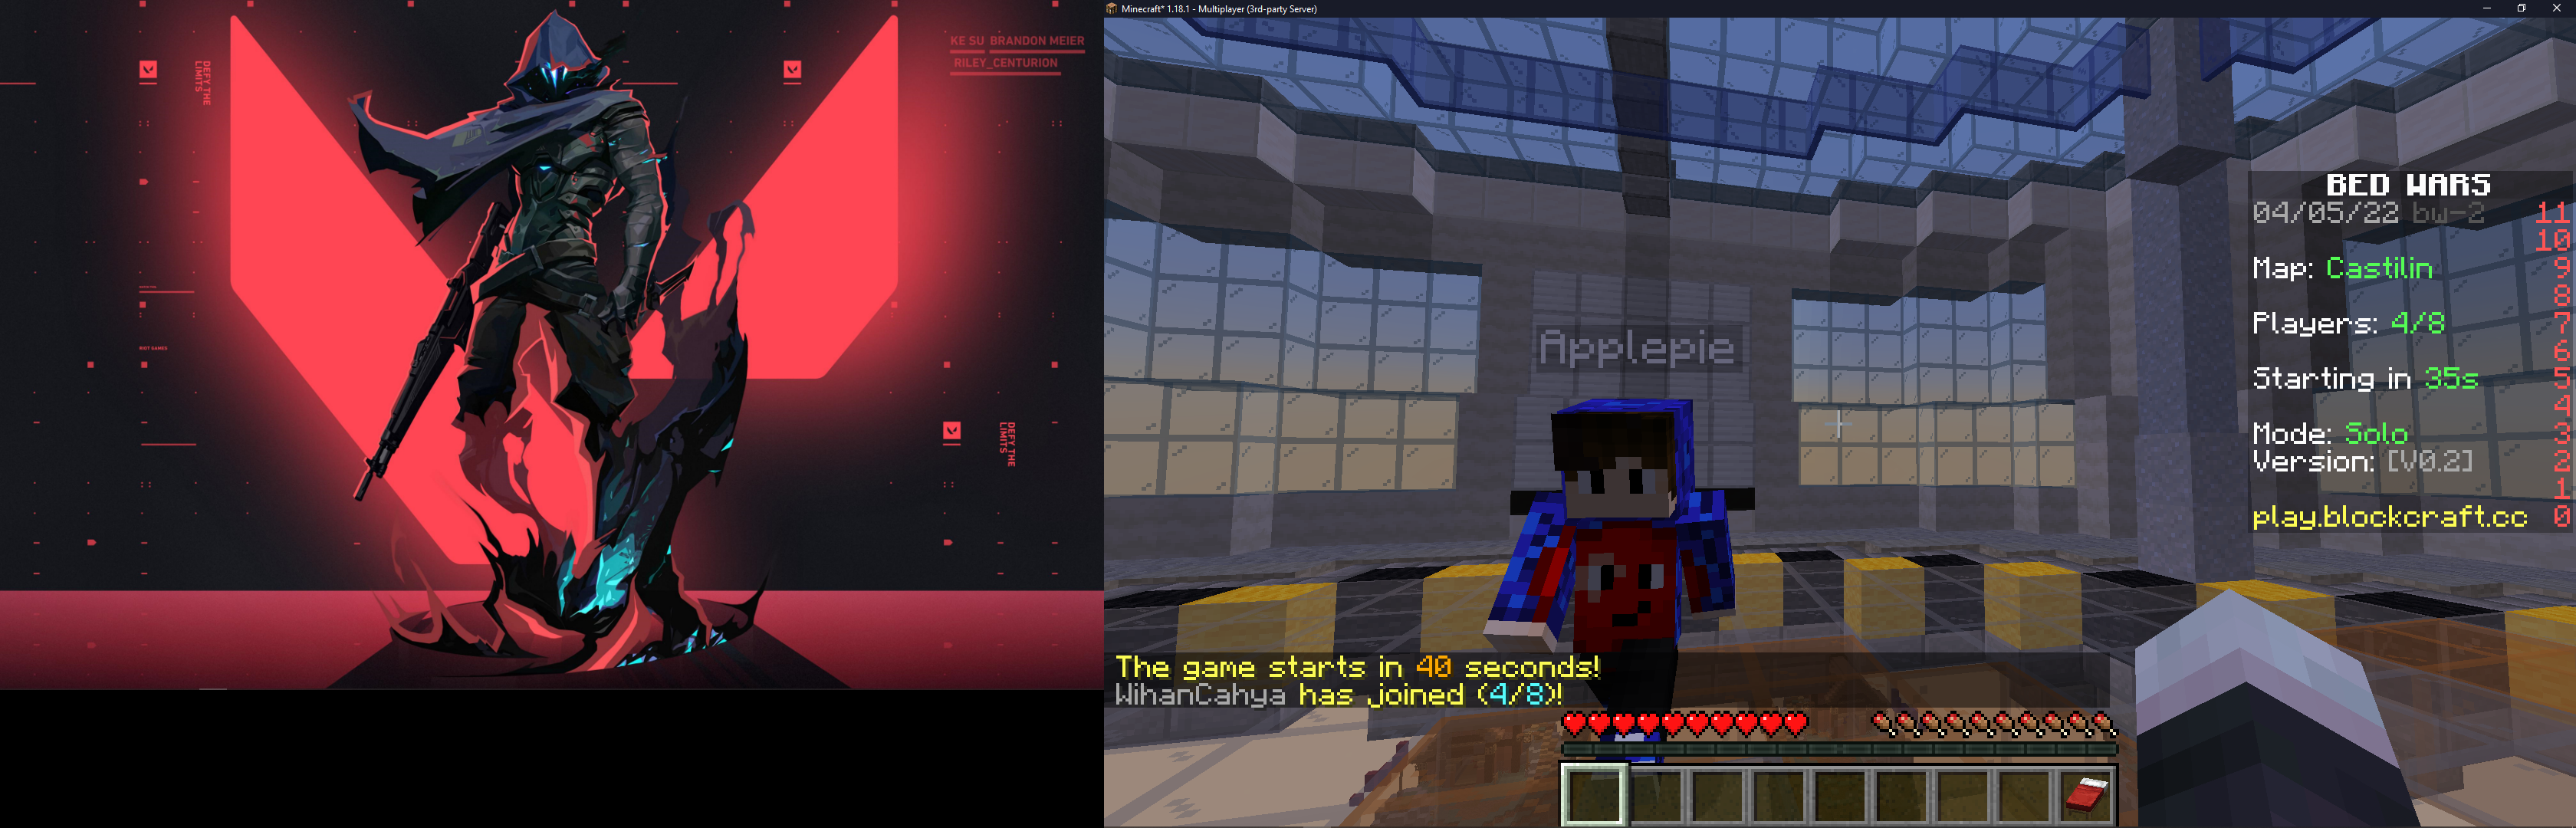 KE SU BRANDON MEIER
RILEY_CENTURION
DEFY THE
LIMITS
RIOT GAMES
DEFY THE
LIMITS
Minecraft* 1.18.1 - Multiplayer (3rd-party Server)
Applepie
BED WARS
04/05/22 bw-2 11
10
Map: Castilin 9
8
Players: 4/8 7
6
Starting in 35s 5
4
Mode: Solo 3
Version: [V0.2] 2
1
play.blockcraft.cc 0
The game starts in 40 seconds!
WihanCahya has joined (4/8)!